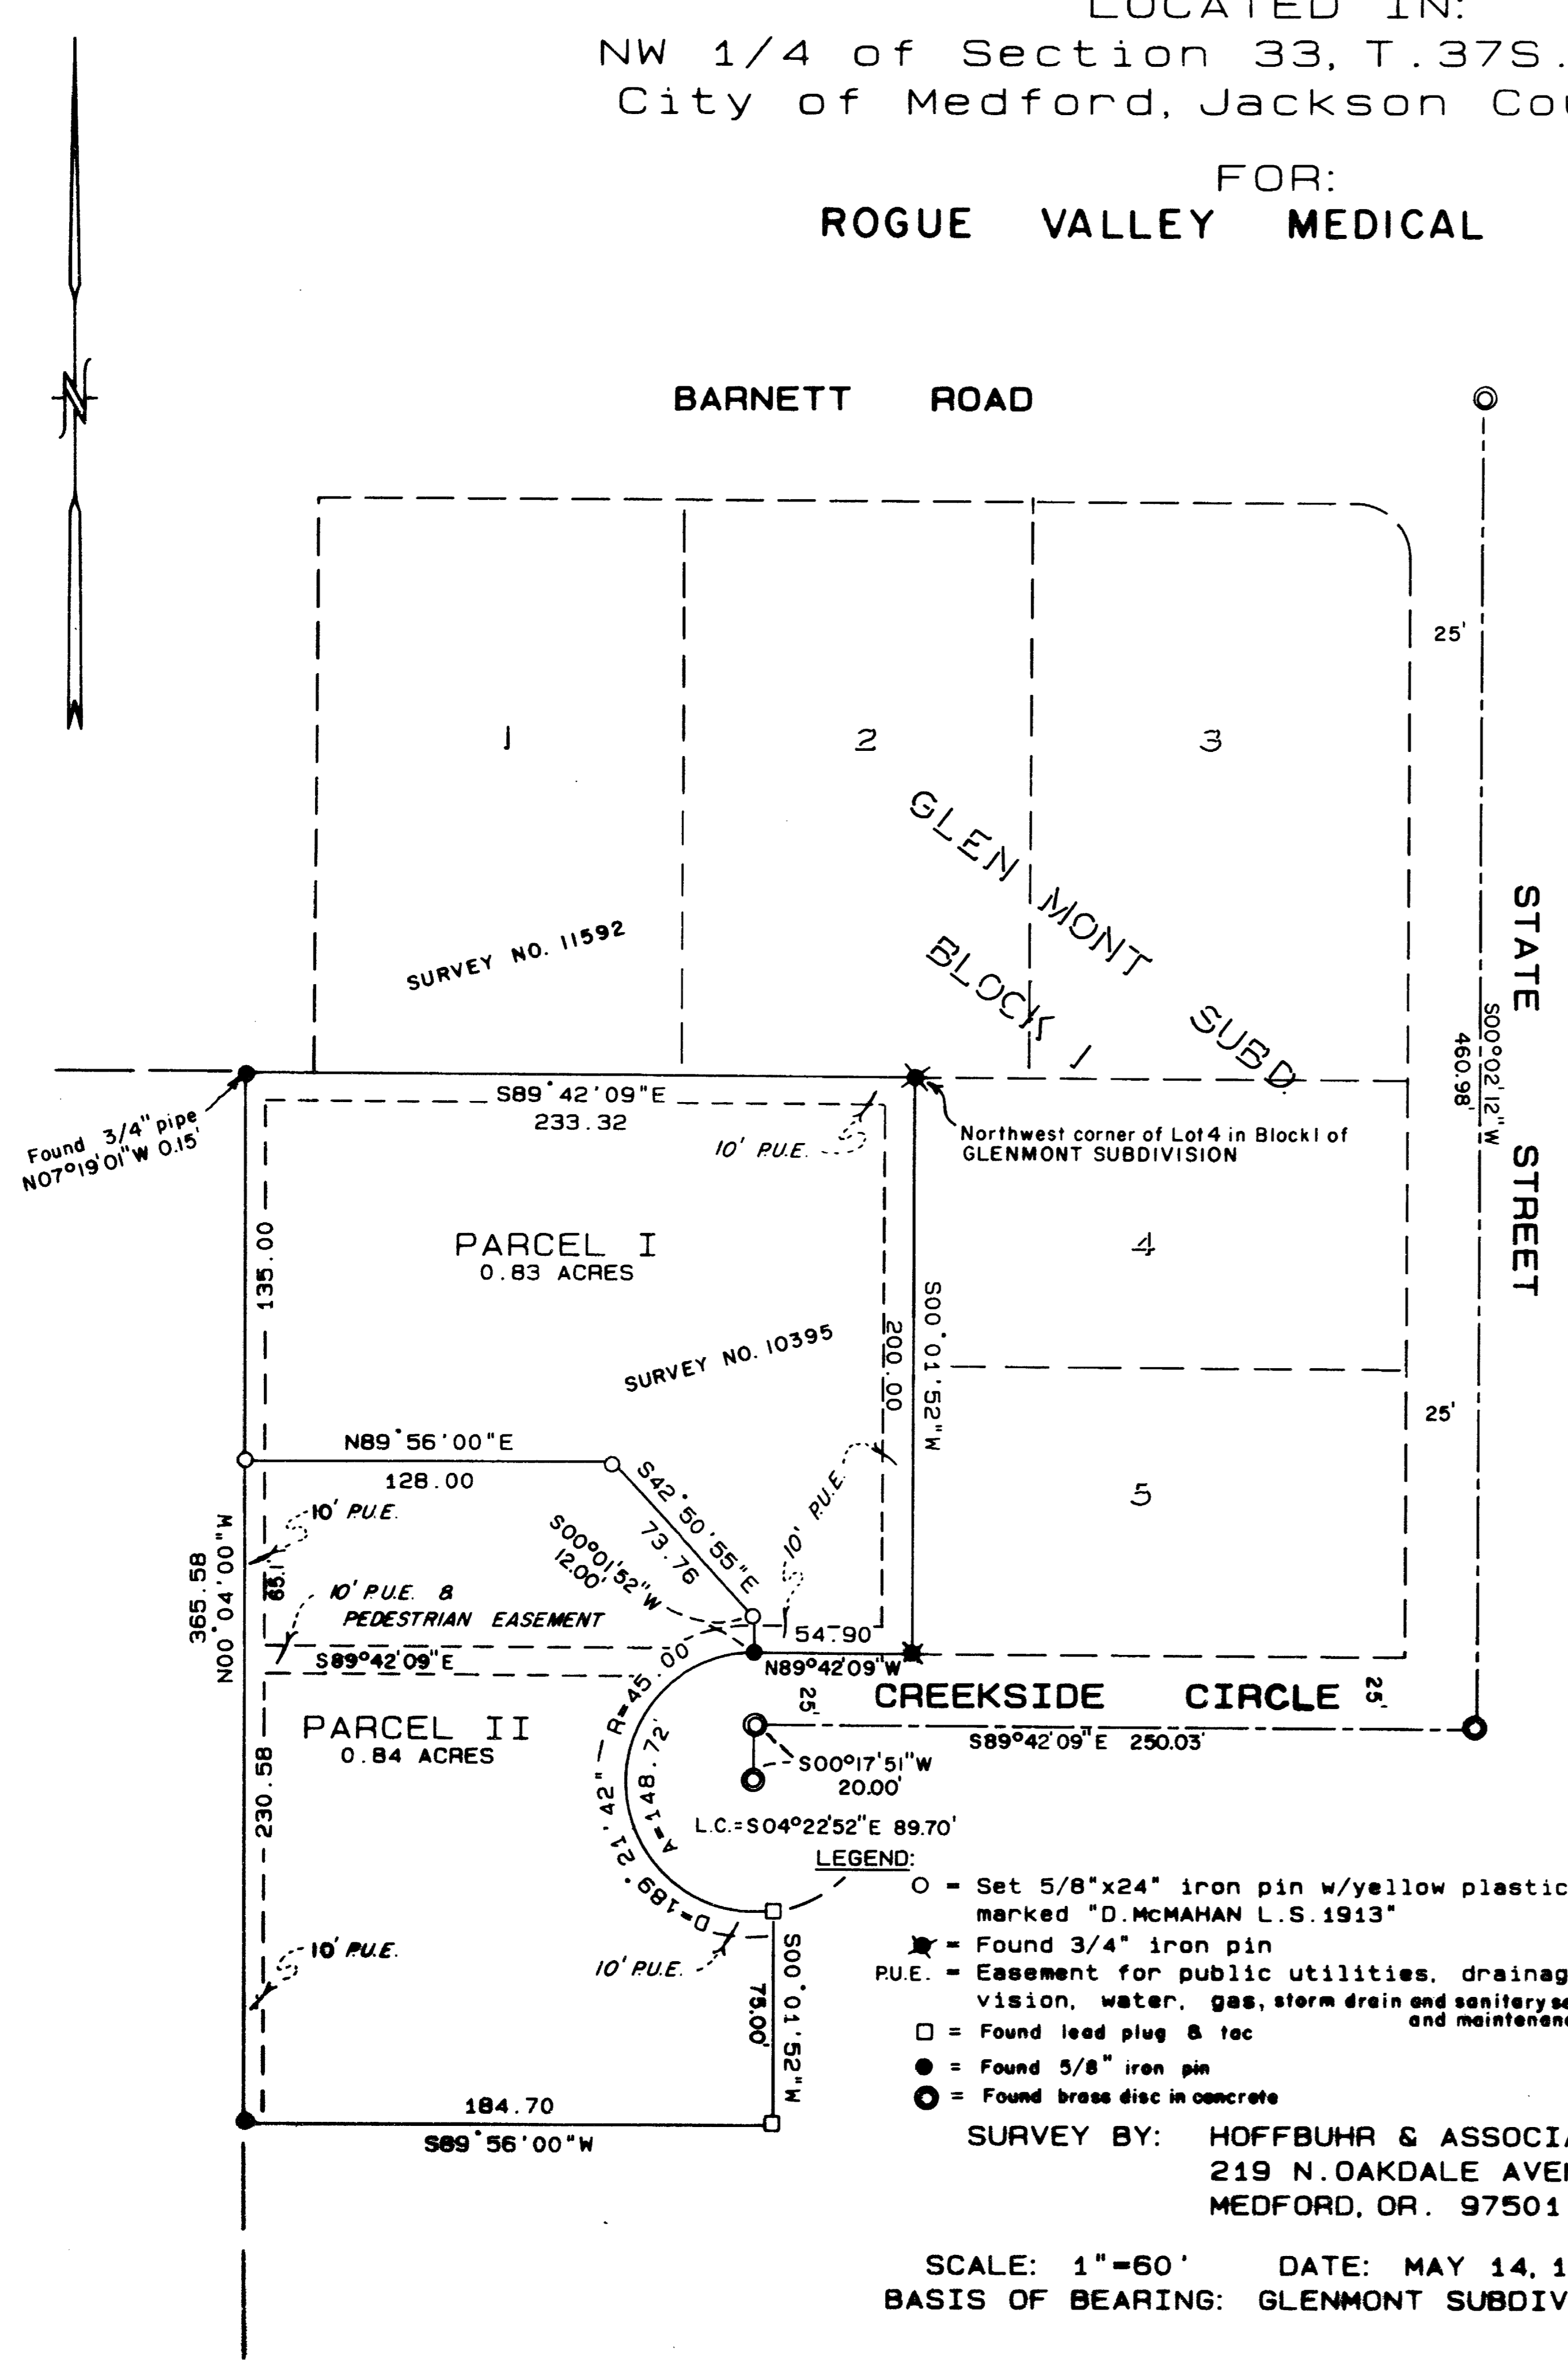 LOCATED IN:
NW 1/4 of Section 33, T.37S.
City of Medford, Jackson
FOR:
ROGUE VALLEY MEDICAL
N
BARNETT ROAD
25'
1
2
3
GLEN MONT SUBD.
BLOCK 1
SURVEY NO. 11592
STATE STREET
S00°02'12"W
460.98'
S89°42'09"E
233.32
10' P.U.E.
Found 3/4" pipe
N07°19'01"W 0.15'
Northwest corner of Lot 4 in Block 1 of
GLENMONT SUBDIVISION
135.00
PARCEL I
0.83 ACRES
4
S00°01'52"W
200.00
SURVEY NO. 10395
25'
N89°56'00"E
128.00
S42°50'55"E
73.76
10' P.U.E.
5
10' P.U.E.
S00°01'52"W
12.00'
365.58
N00°04'00"W
65.1
10' P.U.E. &
PEDESTRIAN EASEMENT
S89°42'09"E
54.90
N89°42'09"W
25'
CREEKSIDE CIRCLE
25'
S89°42'09"E 250.03'
PARCEL II
0.84 ACRES
D=189°21'42" R=45.00
A=148.72'
S00°17'51"W
20.00'
L.C.=S04°22'52"E 89.70'
230.58
10' P.U.E.
10' P.U.E.
S00°01'52"W
75.00'
184.70
S89°56'00"W
LEGEND:
= Set 5/8"x24" iron pin w/yellow plastic
marked "D.McMAHAN L.S.1913"
= Found 3/4" iron pin
P.U.E. = Easement for public utilities,
vision, water, gas, storm drain and sanitary
and
= Found lead plug & tac
= Found 5/8" iron pin
= Found brass disc in concrete
SURVEY BY: HOFFBUHR &
219 N.OAKDALE
MEDFORD, OR. 97501
SCALE: 1"=60' DATE: MAY 14,
BASIS OF BEARING: GLENMONT